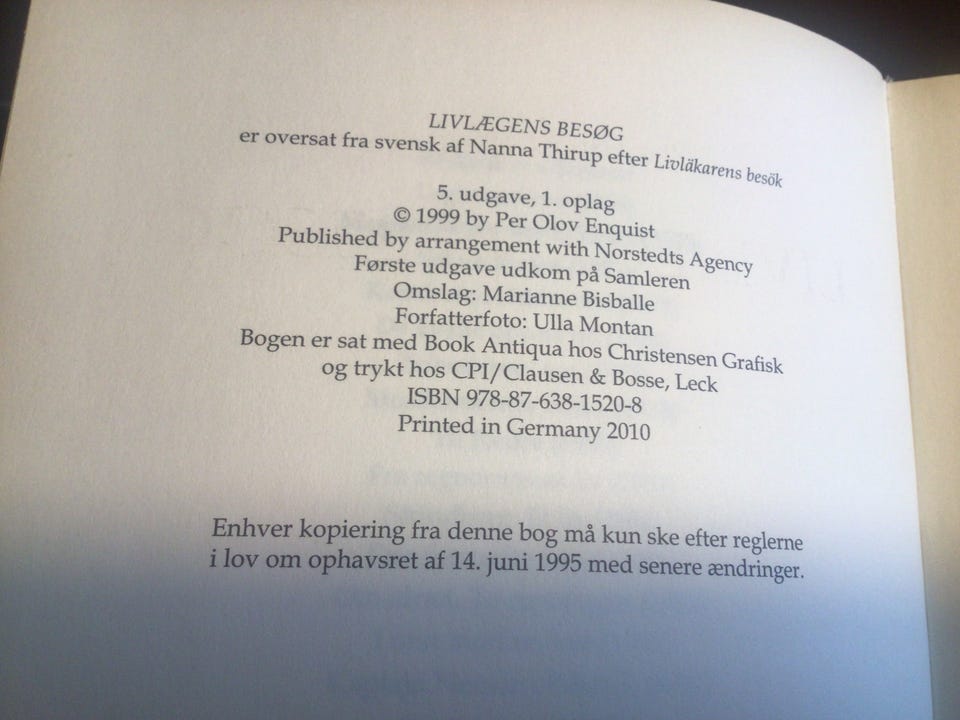 LIVLÆGENS BESØG
er oversat fra svensk af Nanna Thirup efter Livläkarens besök
5. udgave, 1. oplag
© 1999 by Per Olov Enquist
Published by arrangement with Norstedts Agency
Første udgave udkom på Samleren
Omslag: Marianne Bisballe
Forfatterfoto: Ulla Montan
Bogen er sat med Book Antiqua hos Christensen Grafisk
og trykt hos CPI/Clausen & Bosse, Leck
ISBN 978-87-638-1520-8
Printed in Germany 2010
Enhver kopiering fra denne bog må kun ske efter reglerne
i lov om ophavsret af 14. juni 1995 med senere ændringer.